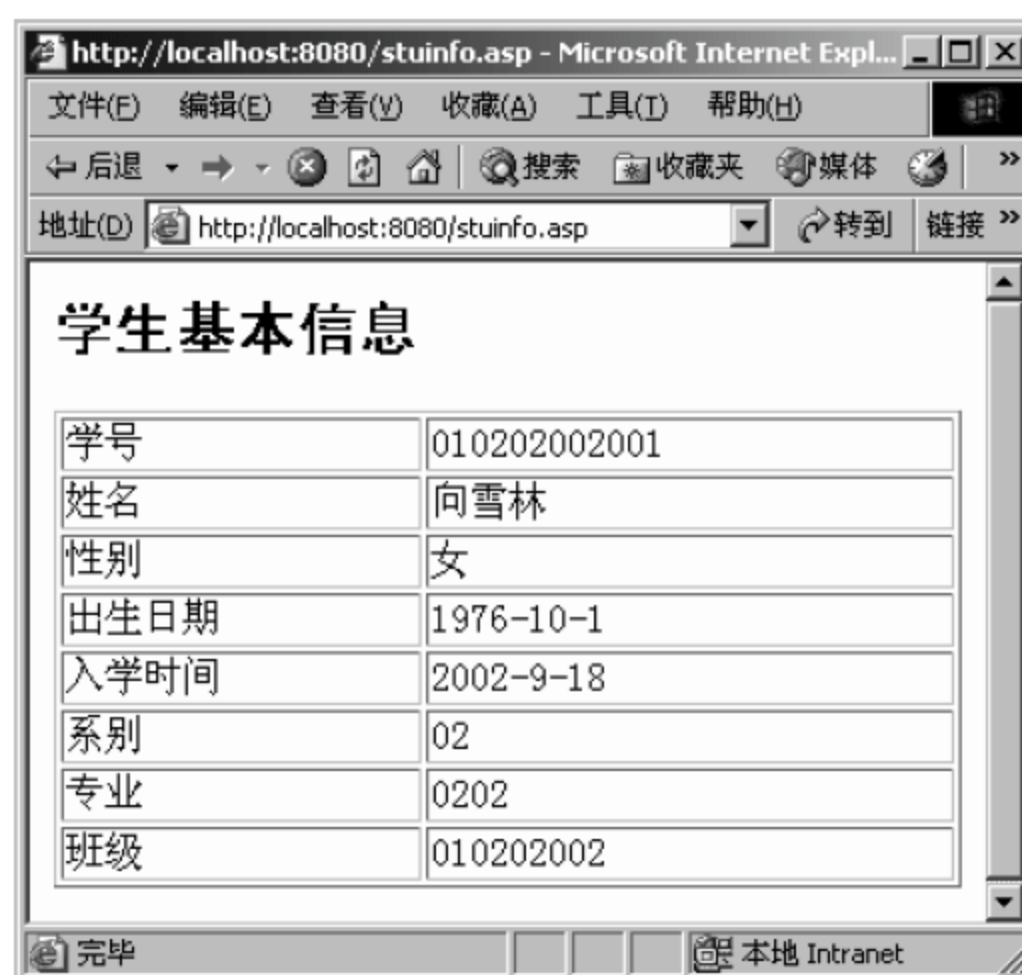 http://localhost:8080/stuinfo.asp - Microsoft Internet Expl...
文件(F) 编辑(E) 查看(V) 收藏(A) 工具(T) 帮助(H)
后退 搜索 收藏夹 媒体 »
地址(D) http://localhost:8080/stuinfo.asp 转到 链接 »
学生基本信息
学号 010202002001
姓名 向雪林
性别 女
出生日期 1976-10-1
入学时间 2002-9-18
系别 02
专业 0202
班级 010202002
完毕 本地 Intranet